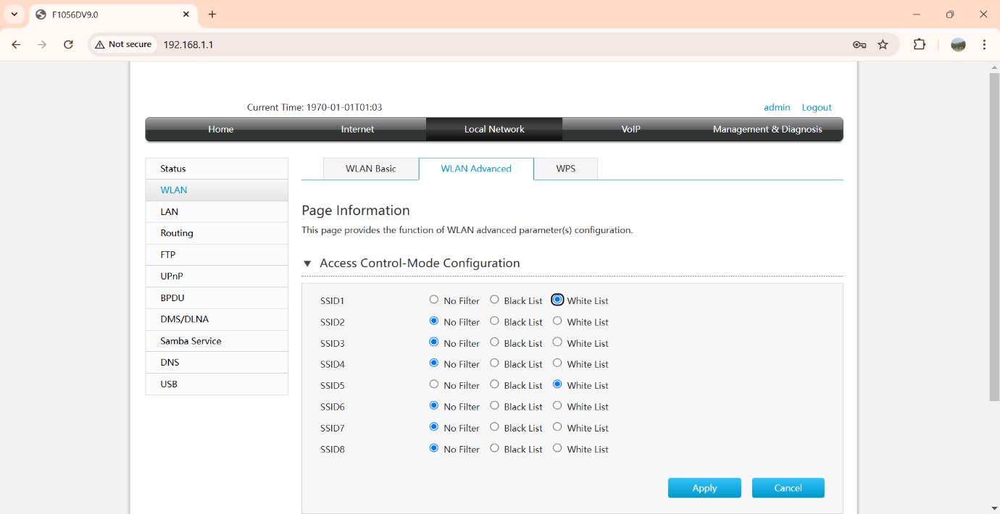 F1056DV9.0
Not secure 192.168.1.1
Current Time: 1970-01-01T01:03 admin Logout
Home Internet Local Network VoIP Management & Diagnosis
Status
WLAN
LAN
Routing
FTP
UPnP
BPDU
DMS/DLNA
Samba Service
DNS
USB
WLAN Basic WLAN Advanced WPS
Page Information
This page provides the function of WLAN advanced parameter(s) configuration.
Access Control-Mode Configuration
SSID1 No Filter Black List White List
SSID2 No Filter Black List White List
SSID3 No Filter Black List White List
SSID4 No Filter Black List White List
SSID5 No Filter Black List White List
SSID6 No Filter Black List White List
SSID7 No Filter Black List White List
SSID8 No Filter Black List White List
Apply Cancel